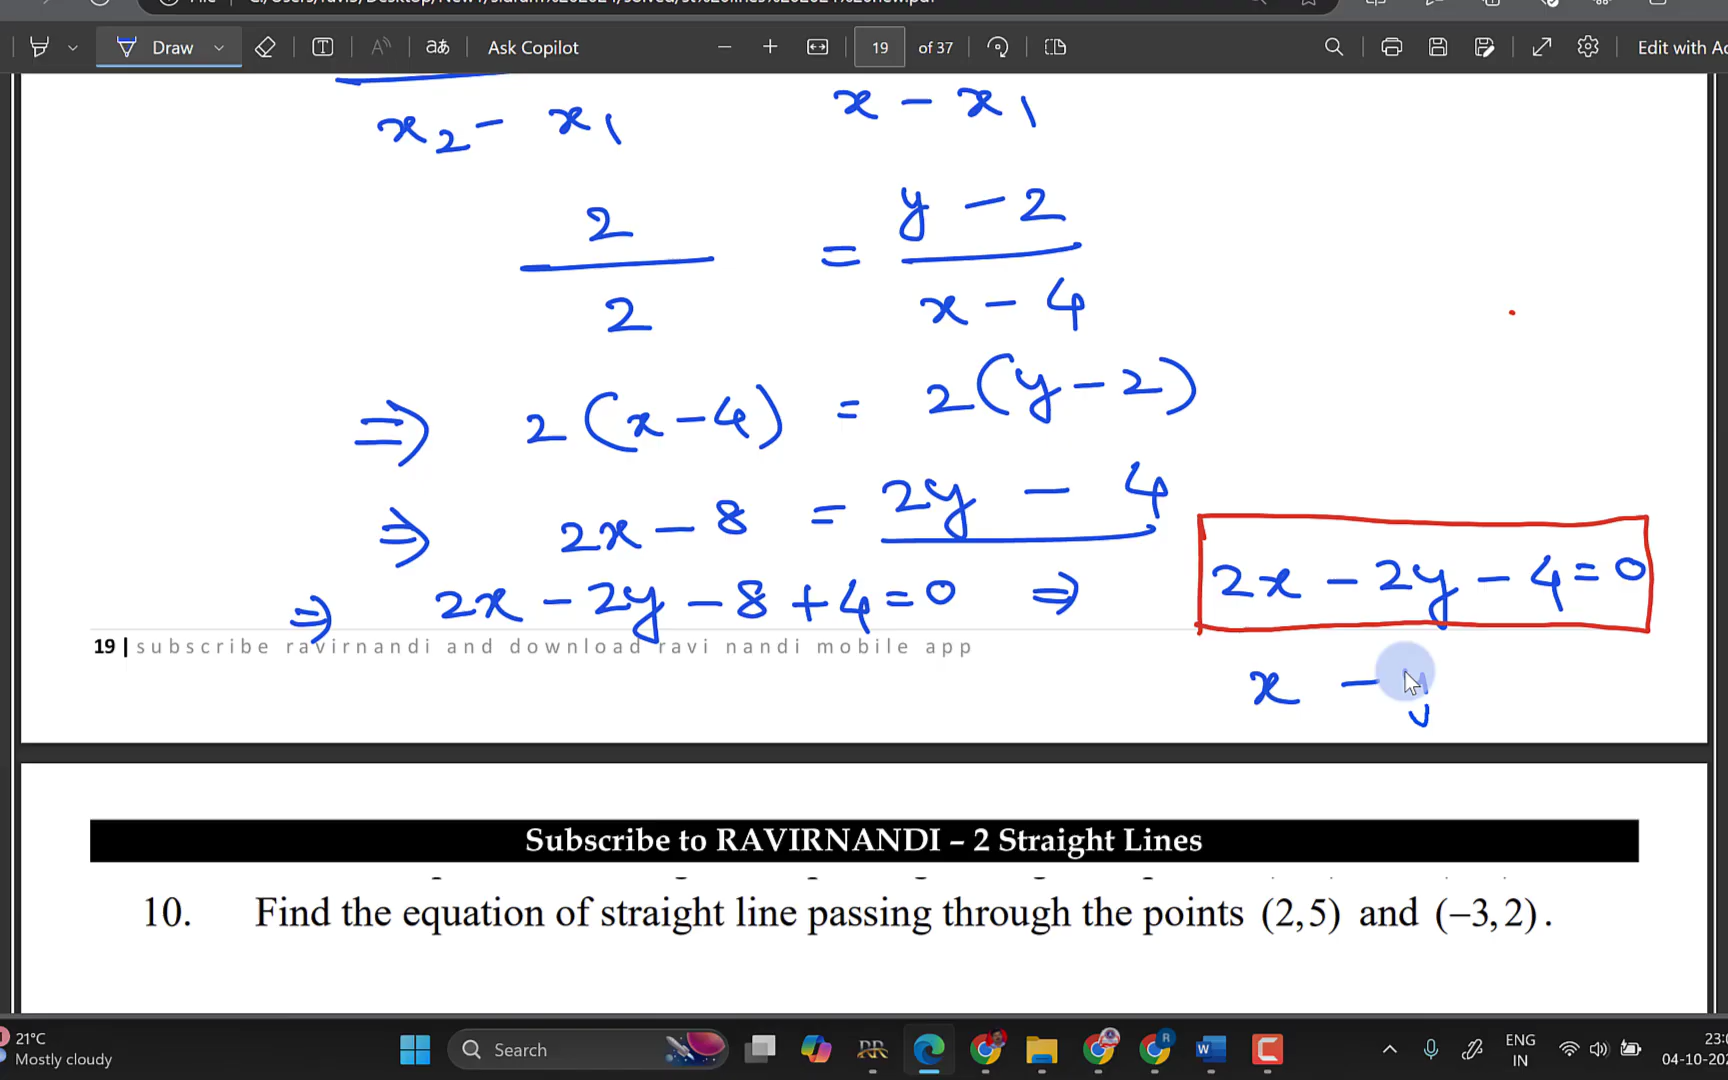 Draw
Ask Copilot
19 of 37
Edit with Ac
x₂ - x₁ x - x₁
2/2 = (y - 2)/(x - 4)
⇒ 2(x - 4) = 2(y - 2)
⇒ 2x - 8 = 2y - 4
⇒ 2x - 2y - 8 + 4 = 0 ⇒ 2x - 2y - 4 = 0
19 | subscribe ravirnandi and download ravi nandi mobile app
x - y
Subscribe to RAVIRNANDI – 2 Straight Lines
10. Find the equation of straight line passing through the points (2,5) and (−3,2).
21°C
Mostly cloudy
Search
ENG
IN
23:0
04-10-20